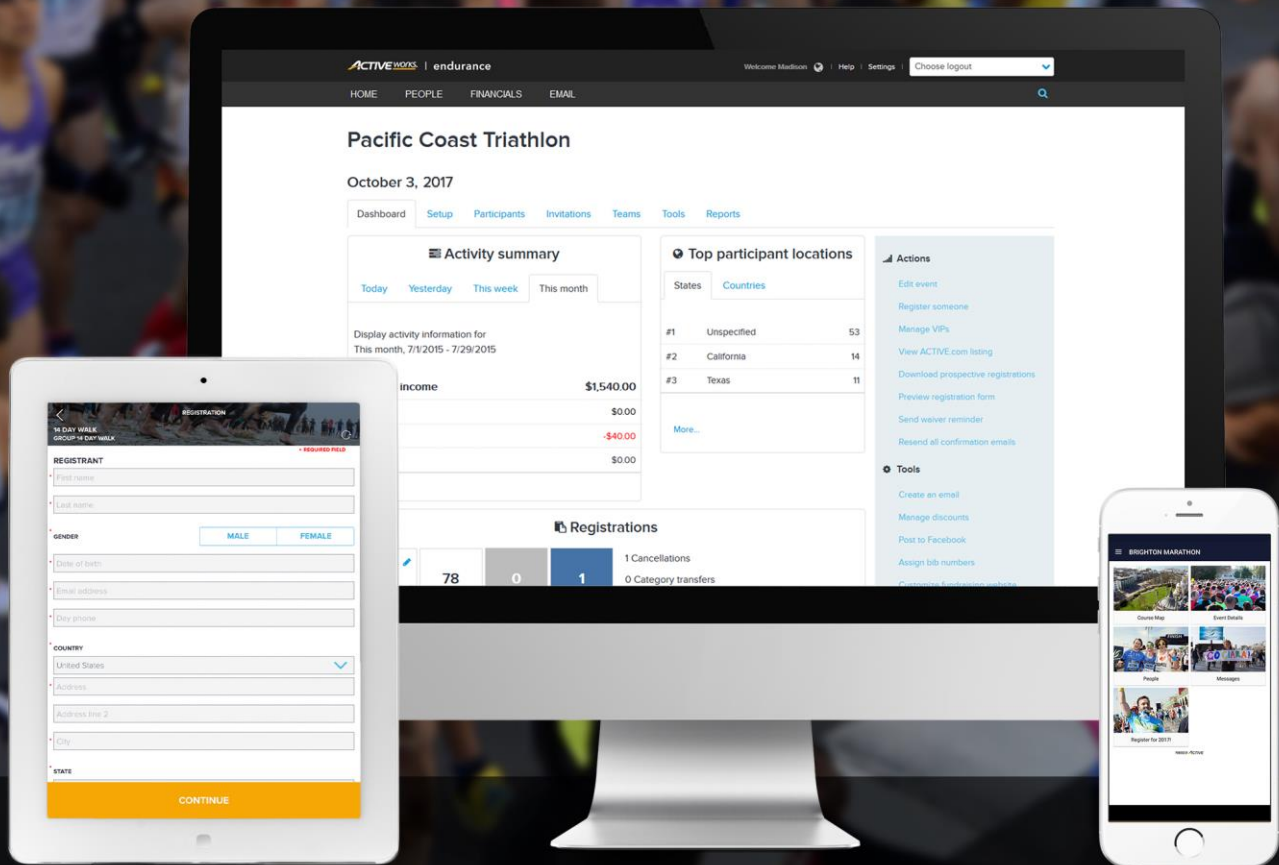 ACTIVEworks. | endurance
Welcome Madison | Help | Settings | Choose logout
HOME PEOPLE FINANCIALS EMAIL
Pacific Coast Triathlon
October 3, 2017
Dashboard Setup Participants Invitations Teams Tools Reports
Activity summary
Today Yesterday This week This month
Display activity information for
This month, 7/1/2015 - 7/29/2015
income $1,540.00
$0.00
-$40.00
$0.00
Top participant locations
States Countries
#1 Unspecified 53
#2 California 14
#3 Texas 11
More...
Registrations
78 0 1
1 Cancellations
0 Category transfers
Actions
Edit event
Register someone
Manage VIPs
View ACTIVE.com listing
Download prospective registrations
Preview registration form
Send waiver reminder
Resend all confirmation emails
Tools
Create an email
Manage discounts
Post to Facebook
Assign bib numbers
Customize fundraising website
REGISTRATION
14 DAY WALK
GROUP 14 DAY WALK
* REQUIRED FIELD
REGISTRANT
* First name
* Last name
* GENDER MALE FEMALE
* Date of birth
* Email address
* Day phone
* COUNTRY
United States
* Address
Address line 2
* City
* STATE
CONTINUE
BRIGHTON MARATHON
Course Map Event Details
People Messages
Register for 2017!